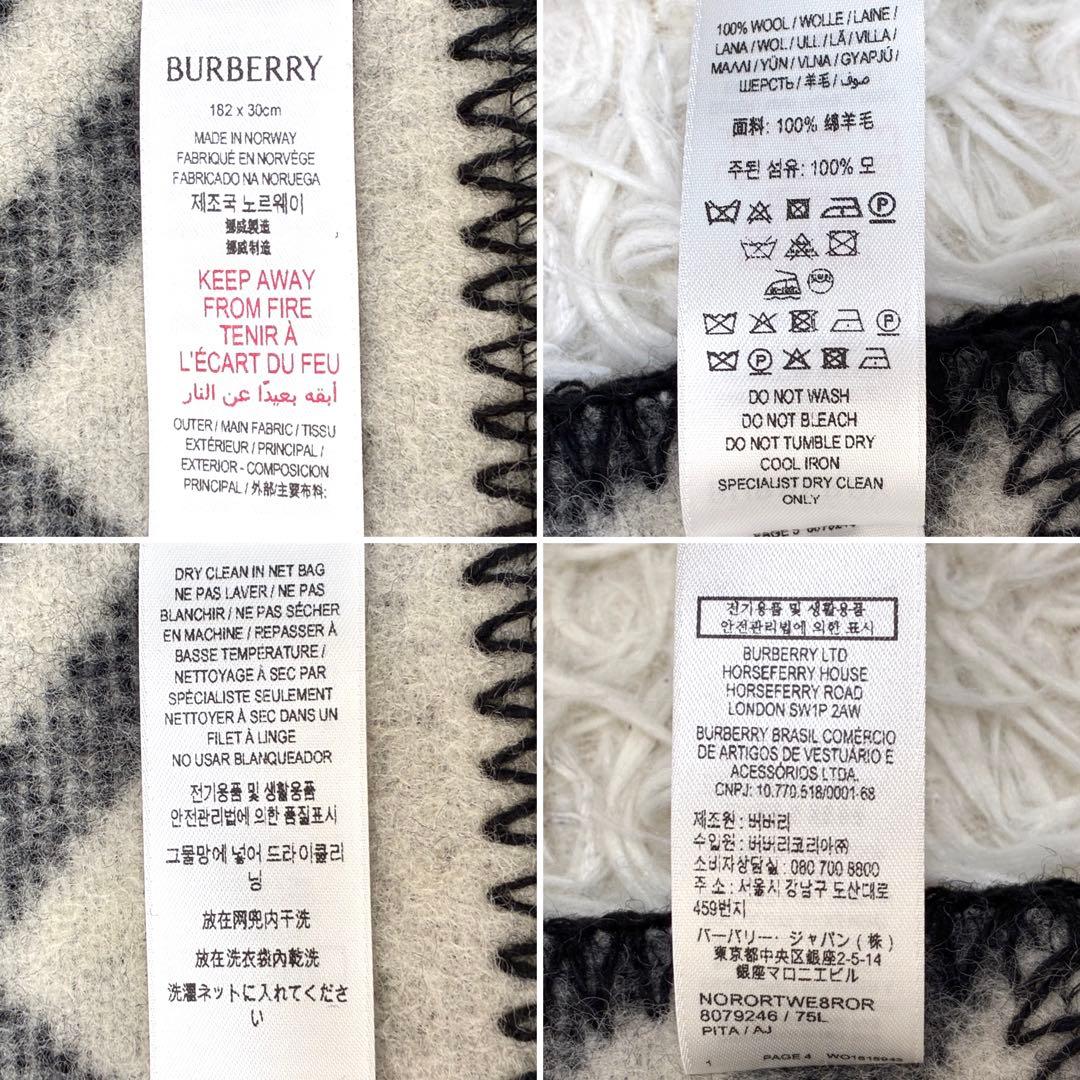 BURBERRY
182 x 30cm
MADE IN NORWAY
FABRIQUÉ EN NORVÈGE
FABRICADO NA NORUEGA
제조국 노르웨이
挪威製造
挪威制造
KEEP AWAY
FROM FIRE
TENIR À
L'ÉCART DU FEU
أبقه بعيدًا عن النار
OUTER / MAIN FABRIC / TISSU
EXTÉRIEUR / PRINCIPAL /
EXTERIOR - COMPOSICION
PRINCIPAL / 外部/主要布料:
100% WOOL / WOLLE / LAINE /
LANA / WOL / ULL / LÃ / VILLA /
ΜΑΛΛΙ / YÜN / VLNA / GYAPJÚ /
ШЕРСТЬ / 羊毛 / صوف /
面料: 100% 绵羊毛
주된 섬유: 100% 모
DO NOT WASH
DO NOT BLEACH
DO NOT TUMBLE DRY
COOL IRON
SPECIALIST DRY CLEAN
ONLY
DRY CLEAN IN NET BAG
NE PAS LAVER / NE PAS
BLANCHIR / NE PAS SÉCHER
EN MACHINE / REPASSER À
BASSE TEMPÉRATURE /
NETTOYAGE À SEC PAR
SPÉCIALISTE SEULEMENT
NETTOYER À SEC DANS UN
FILET À LINGE
NO USAR BLANQUEADOR
전기용품 및 생활용품
안전관리법에 의한 품질표시
그물망에 넣어 드라이클리
닝
放在网兜内干洗
放在洗衣袋內乾洗
洗濯ネットに入れてくださ
い
전기용품 및 생활용품
안전관리법에 의한 표시
BURBERRY LTD
HORSEFERRY HOUSE
HORSEFERRY ROAD
LONDON SW1P 2AW
BURBERRY BRASIL COMÉRCIO
DE ARTIGOS DE VESTUÁRIO E
ACESSÓRIOS LTDA.
CNPJ: 10.770.518/0001-68
제조원 : 버버리
수입원 : 버버리코리아㈜
소비자상담실 : 080 700 8800
주 소 : 서울시 강남구 도산대로
459번지
バーバリー・ジャパン ( 株 )
東京都中央区銀座2-5-14
銀座マロニエビル
NORORTWE8ROR
8079246 / 75L
PITA / AJ
PAGE 4